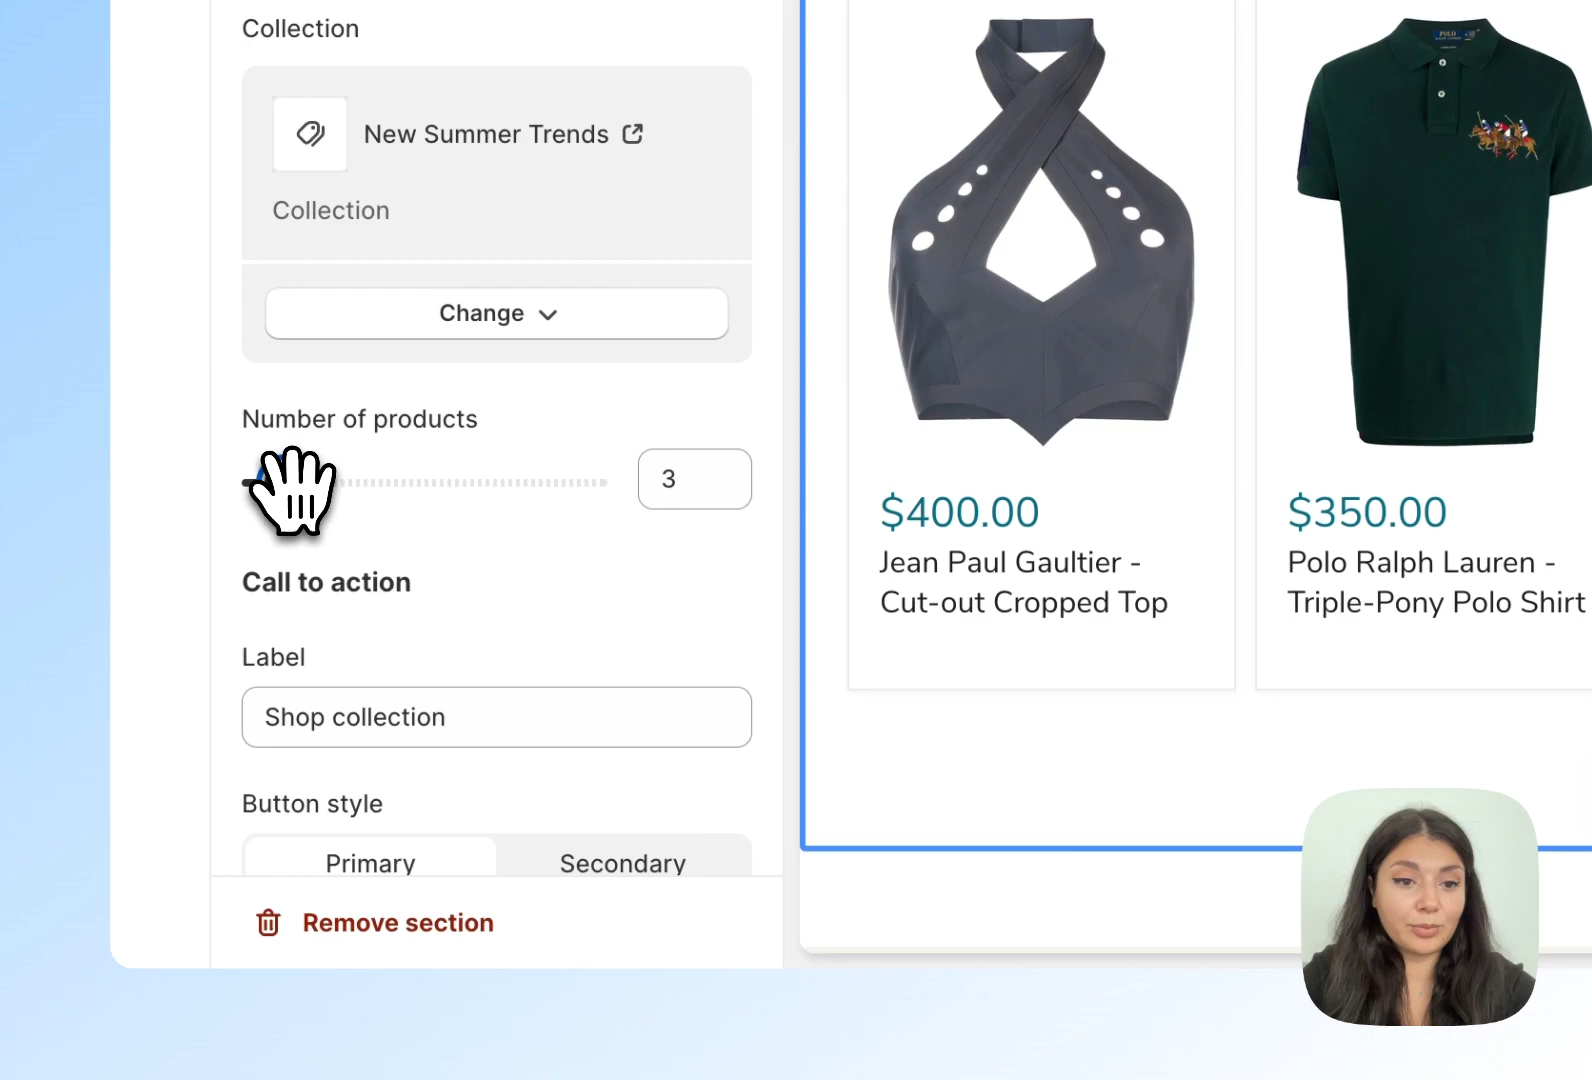 Collection
New Summer Trends
Collection
Change
Number of products
3
Call to action
Label
Shop collection
Button style
Primary
Secondary
Remove section
POLO
$400.00
Jean Paul Gaultier -
Cut-out Cropped Top
$350.00
Polo Ralph Lauren -
Triple-Pony Polo Shirt